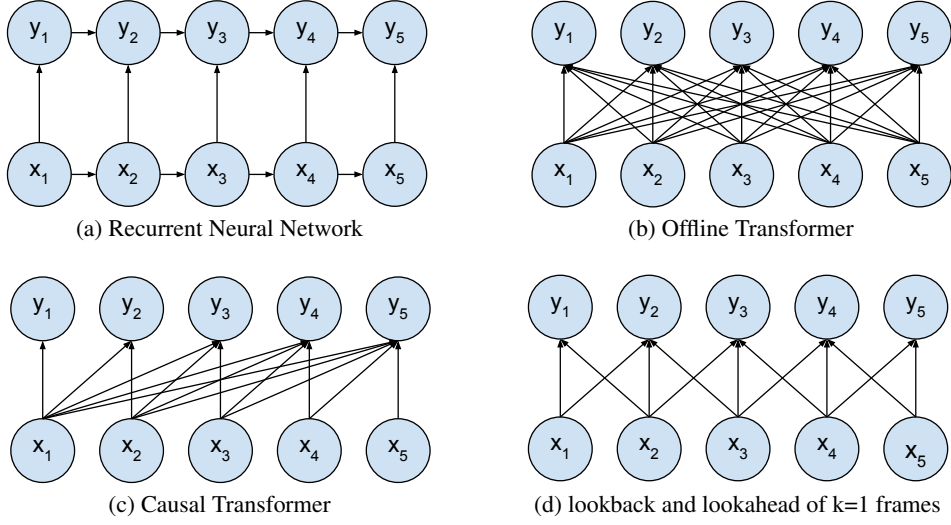 y1 y2 y3 y4 y5
x1 x2 x3 x4 x5
(a) Recurrent Neural Network
y1 y2 y3 y4 y5
x1 x2 x3 x4 x5
(b) Offline Transformer
y1 y2 y3 y4 y5
x1 x2 x3 x4 x5
(c) Causal Transformer
y1 y2 y3 y4 y5
x1 x2 x3 x4 x5
(d) lookback and lookahead of k=1 frames